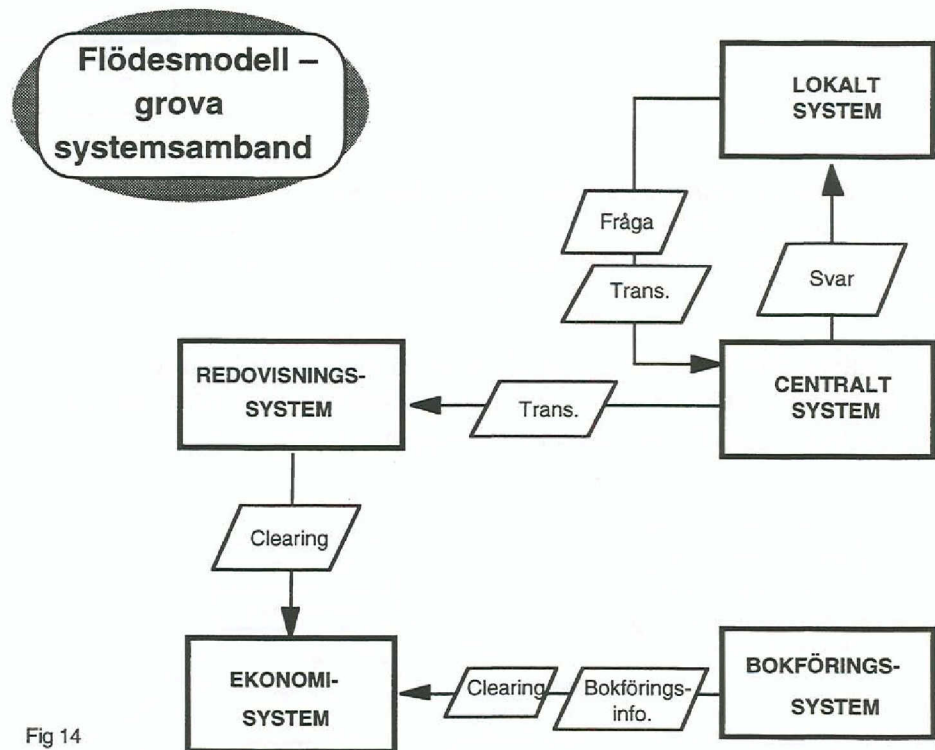 Flödesmodell –
grova
systemsamband
LOKALT
SYSTEM
Fråga
Trans.
Svar
CENTRALT
SYSTEM
REDOVISNINGS-
SYSTEM
Trans.
Clearing
EKONOMI-
SYSTEM
Clearing
Bokförings-
info.
BOKFÖRINGS-
SYSTEM
Fig 14